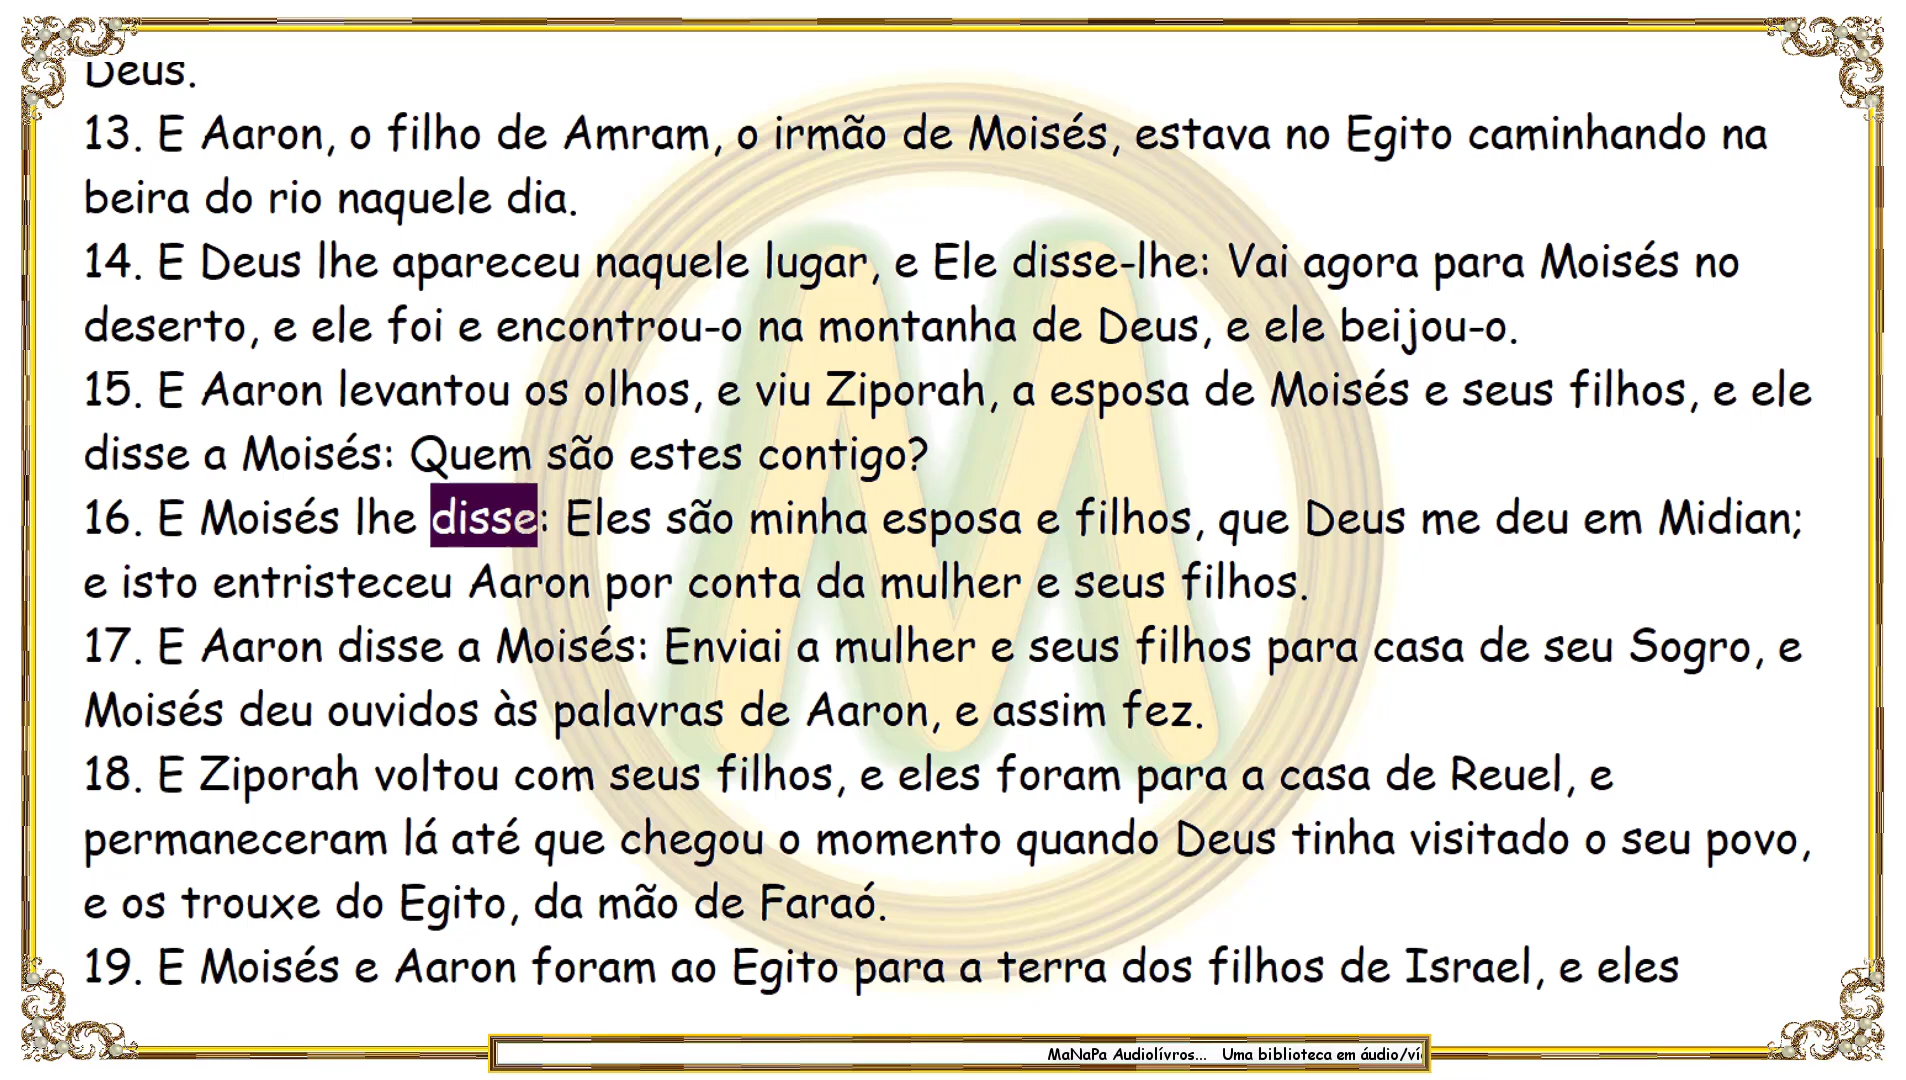 Deus.
13. E Aaron, o filho de Amram, o irmão de Moisés, estava no Egito caminhando na
beira do rio naquele dia.
14. E Deus lhe apareceu naquele lugar, e Ele disse-lhe: Vai agora para Moisés no
deserto, e ele foi e encontrou-o na montanha de Deus, e ele beijou-o.
15. E Aaron levantou os olhos, e viu Ziporah, a esposa de Moisés e seus filhos, e ele
disse a Moisés: Quem são estes contigo?
16. E Moisés lhe disse: Eles são minha esposa e filhos, que Deus me deu em Midian;
e isto entristeceu Aaron por conta da mulher e seus filhos.
17. E Aaron disse a Moisés: Enviai a mulher e seus filhos para casa de seu Sogro, e
Moisés deu ouvidos às palavras de Aaron, e assim fez.
18. E Ziporah voltou com seus filhos, e eles foram para a casa de Reuel, e
permaneceram lá até que chegou o momento quando Deus tinha visitado o seu povo,
e os trouxe do Egito, da mão de Faraó.
19. E Moisés e Aaron foram ao Egito para a terra dos filhos de Israel, e eles
MaNaPa Audiolívros... Uma biblioteca em áudio/ví